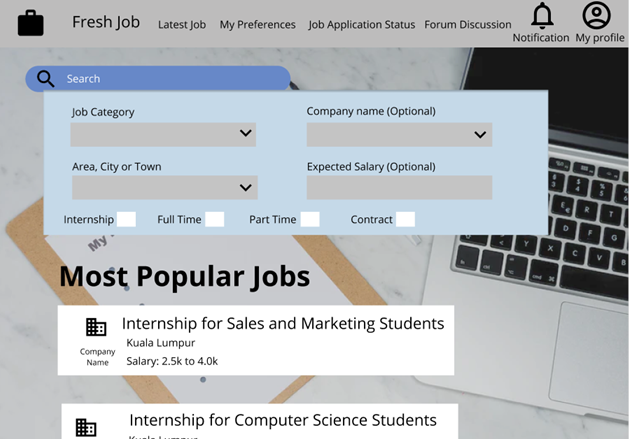 Fresh Job
Latest Job
My Preferences
Job Application Status
Forum Discussion
Notification
My profile
Search
Job Category
Company name (Optional)
Area, City or Town
Expected Salary (Optional)
Internship
Full Time
Part Time
Contract
My
Most Popular Jobs
Internship for Sales and Marketing Students
Kuala Lumpur
Company
Name
Salary: 2.5k to 4.0k
Internship for Computer Science Students
Kuala Lumpur